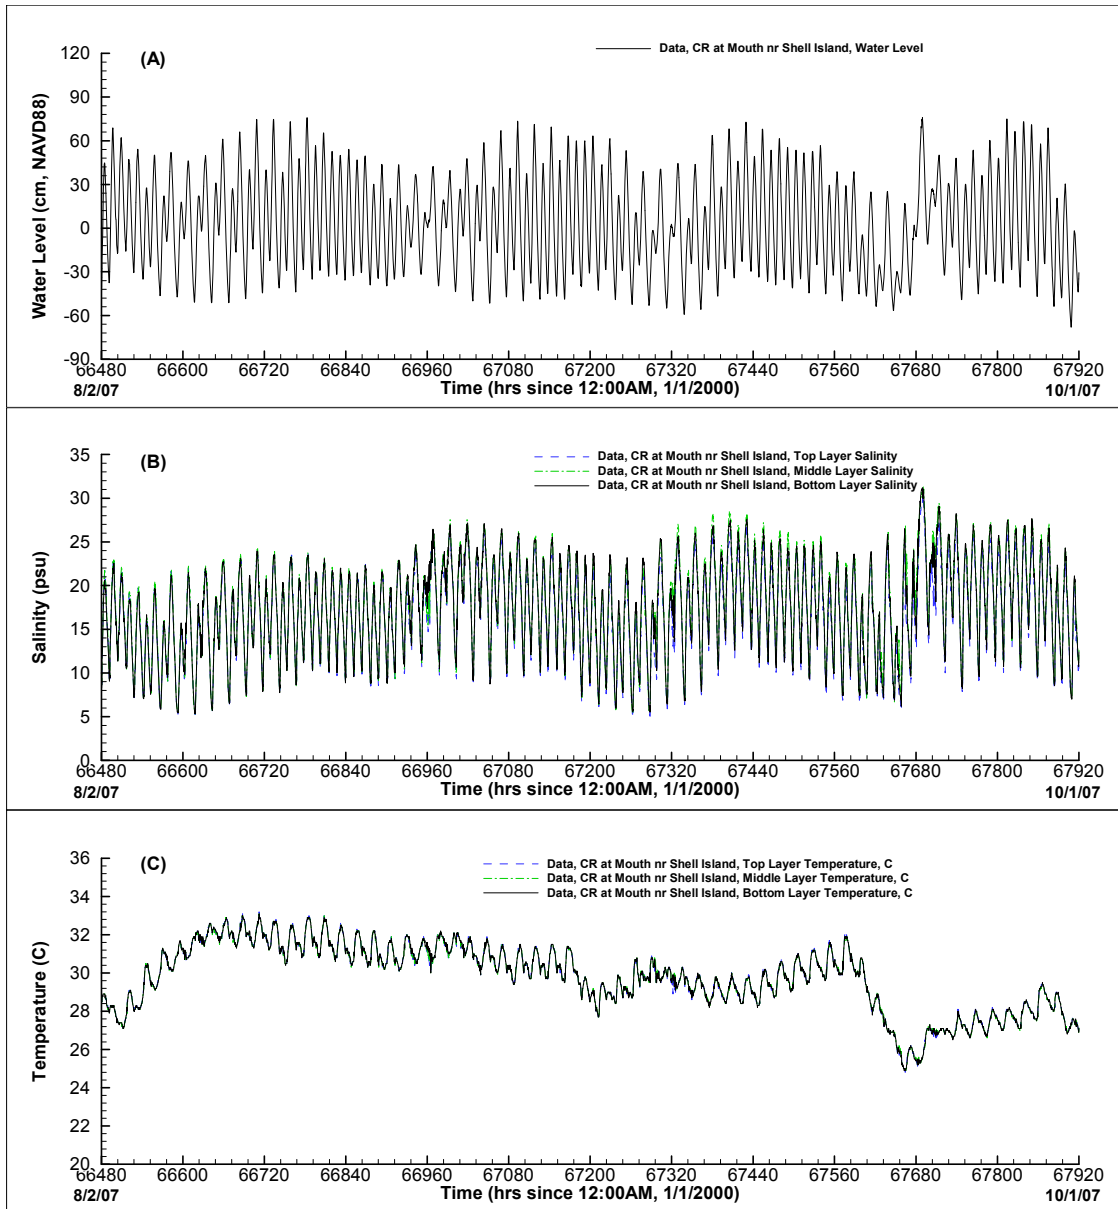 120
(A)
Data, CR at Mouth nr Shell Island, Water Level
90
60
30
0
-30
-60
-90
Water Level (cm, NAVD88)
66480 66600 66720 66840 66960 67080 67200 67320 67440 67560 67680 67800 67920
8/2/07 Time (hrs since 12:00AM, 1/1/2000) 10/1/07
35
(B)
Data, CR at Mouth nr Shell Island, Top Layer Salinity
Data, CR at Mouth nr Shell Island, Middle Layer Salinity
Data, CR at Mouth nr Shell Island, Bottom Layer Salinity
30
25
20
15
10
5
0
Salinity (psu)
66480 66600 66720 66840 66960 67080 67200 67320 67440 67560 67680 67800 67920
8/2/07 Time (hrs since 12:00AM, 1/1/2000) 10/1/07
36
(C)
Data, CR at Mouth nr Shell Island, Top Layer Temperature, C
Data, CR at Mouth nr Shell Island, Middle Layer Temperature, C
Data, CR at Mouth nr Shell Island, Bottom Layer Temperature, C
34
32
30
28
26
24
22
20
Temperature (C)
66480 66600 66720 66840 66960 67080 67200 67320 67440 67560 67680 67800 67920
8/2/07 Time (hrs since 12:00AM, 1/1/2000) 10/1/07